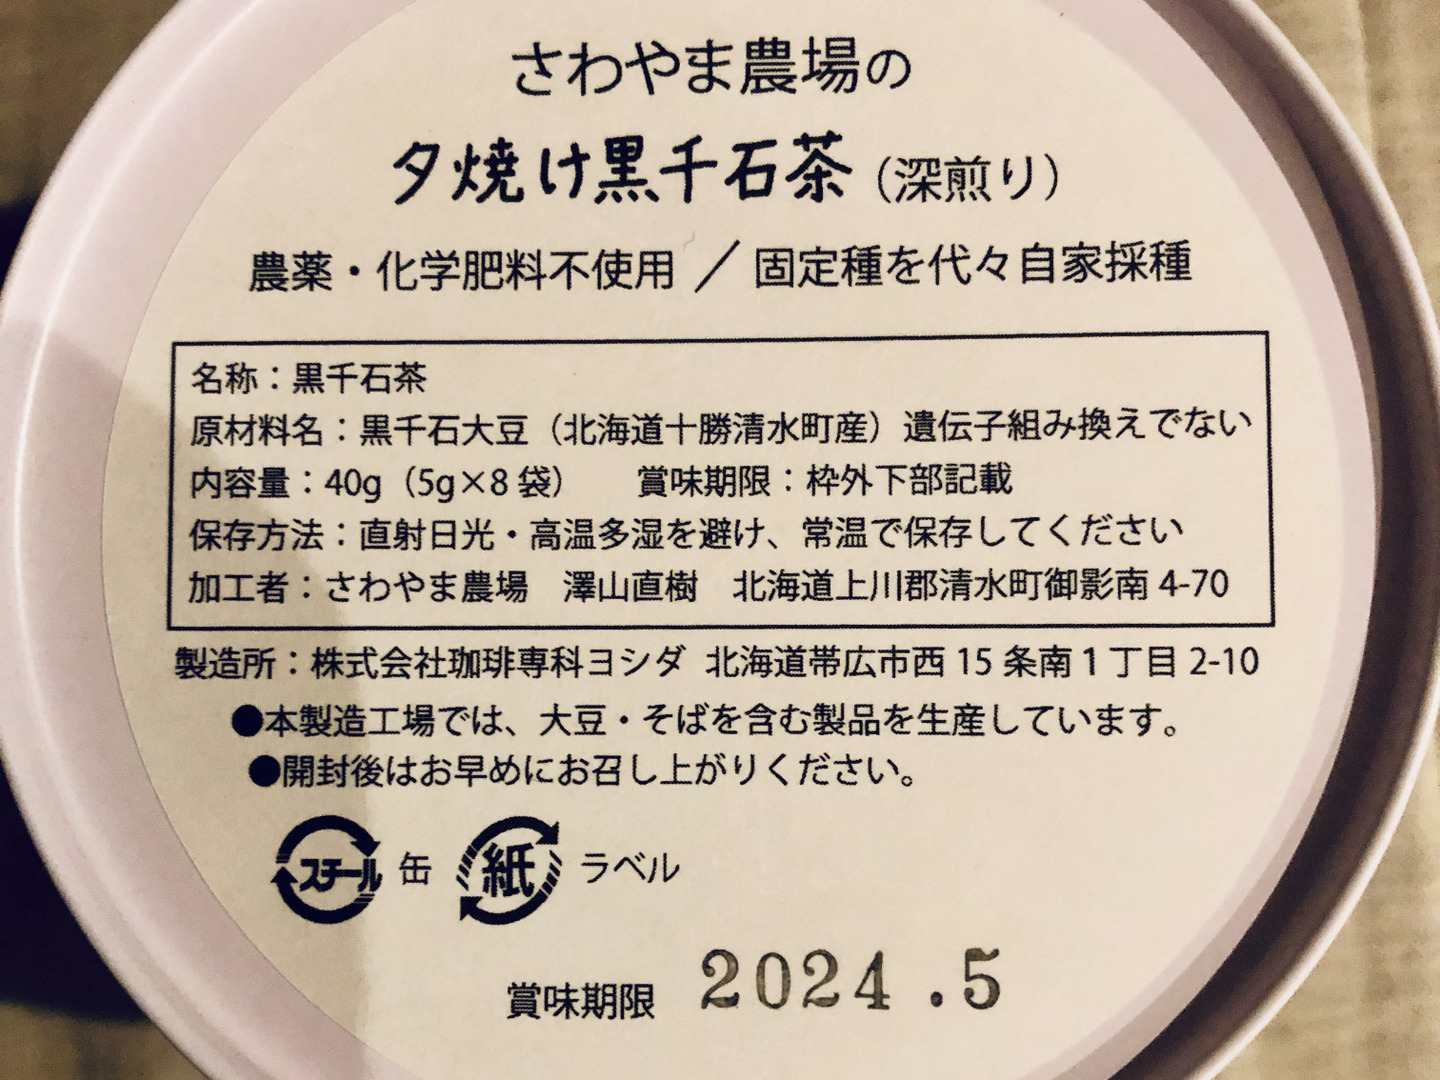 さわやま農場の
夕焼け黒千石茶（深煎り）
農薬・化学肥料不使用 ／ 固定種を代々自家採種
名称：黒千石茶
原材料名：黒千石大豆（北海道十勝清水町産）遺伝子組み換えでない
内容量：40g（5g×8袋）　賞味期限：枠外下部記載
保存方法：直射日光・高温多湿を避け、常温で保存してください
加工者：さわやま農場　澤山直樹　北海道上川郡清水町御影南 4-70
製造所：株式会社珈琲専科ヨシダ 北海道帯広市西 15 条南 1 丁目 2-10
●本製造工場では、大豆・そばを含む製品を生産しています。
●開封後はお早めにお召し上がりください。
スチール 缶 紙 ラベル
賞味期限 2024.5